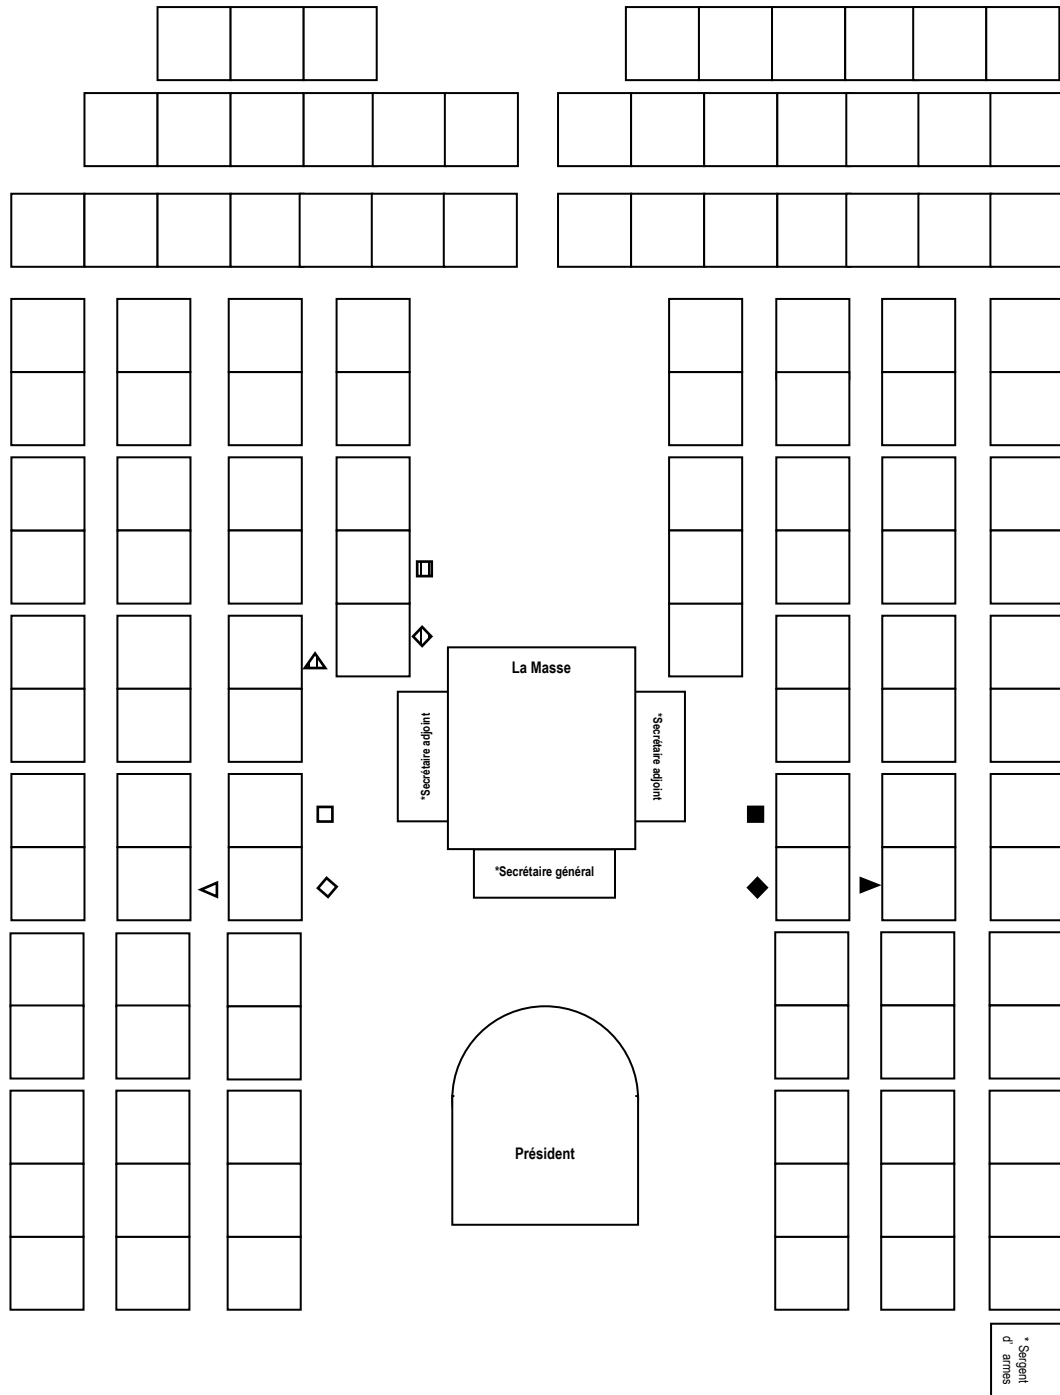 La Masse
*Secrétaire adjoint
*Secrétaire adjoint
*Secrétaire général
Président
* Sergent
d' armes